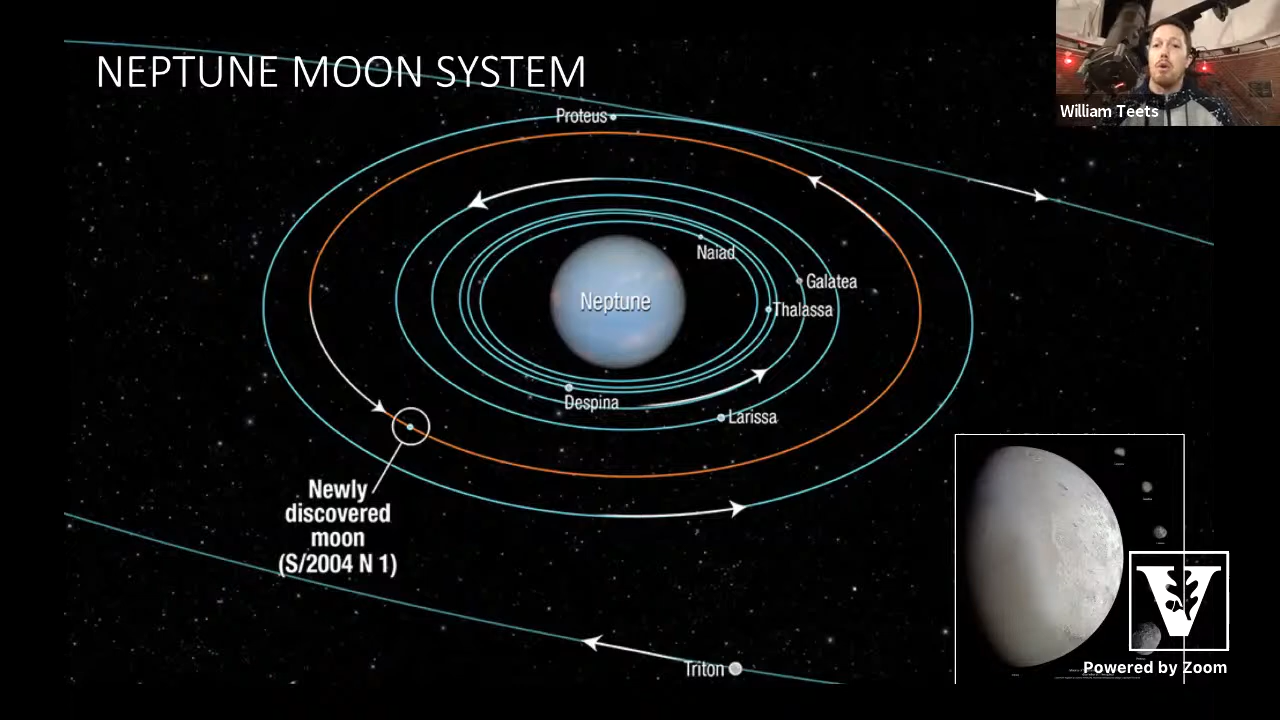 NEPTUNE MOON SYSTEM
William Teets
Proteus
Naiad
Galatea
Neptune
Thalassa
Despina
Larissa
Newly
discovered
moon
(S/2004 N 1)
Triton
V
Powered by Zoom